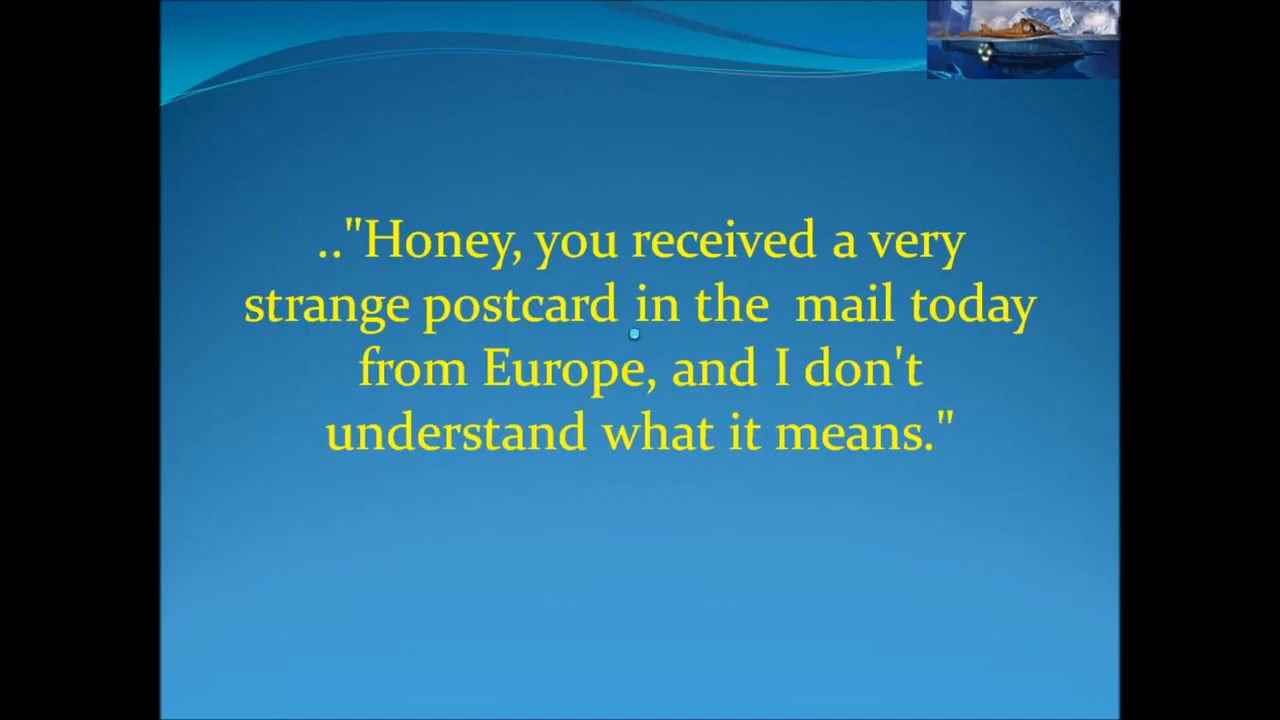 .."Honey, you received a very
strange postcard in the  mail today
from Europe, and I don't
understand what it means."